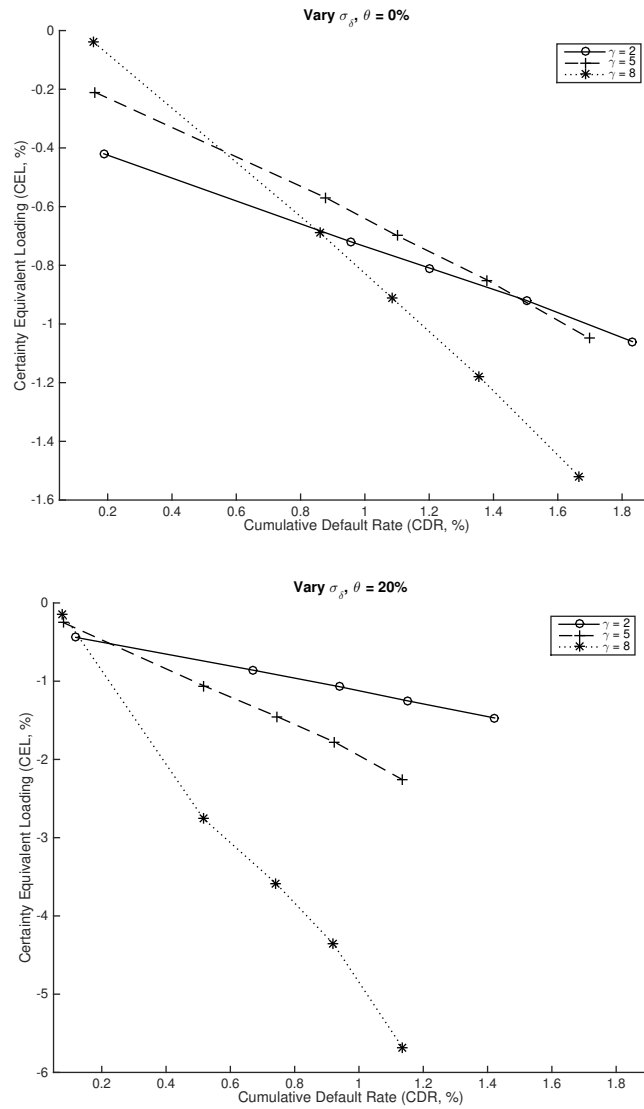 Vary σδ, θ = 0%
0
-0.2
-0.4
-0.6
-0.8
-1
-1.2
-1.4
-1.6
Certainty Equivalent Loading (CEL, %)
γ = 2
γ = 5
γ = 8
0.2 0.4 0.6 0.8 1 1.2 1.4 1.6 1.8
Cumulative Default Rate (CDR, %)
Vary σδ, θ = 20%
0
-1
-2
-3
-4
-5
-6
Certainty Equivalent Loading (CEL, %)
γ = 2
γ = 5
γ = 8
0.2 0.4 0.6 0.8 1 1.2 1.4 1.6 1.8
Cumulative Default Rate (CDR, %)